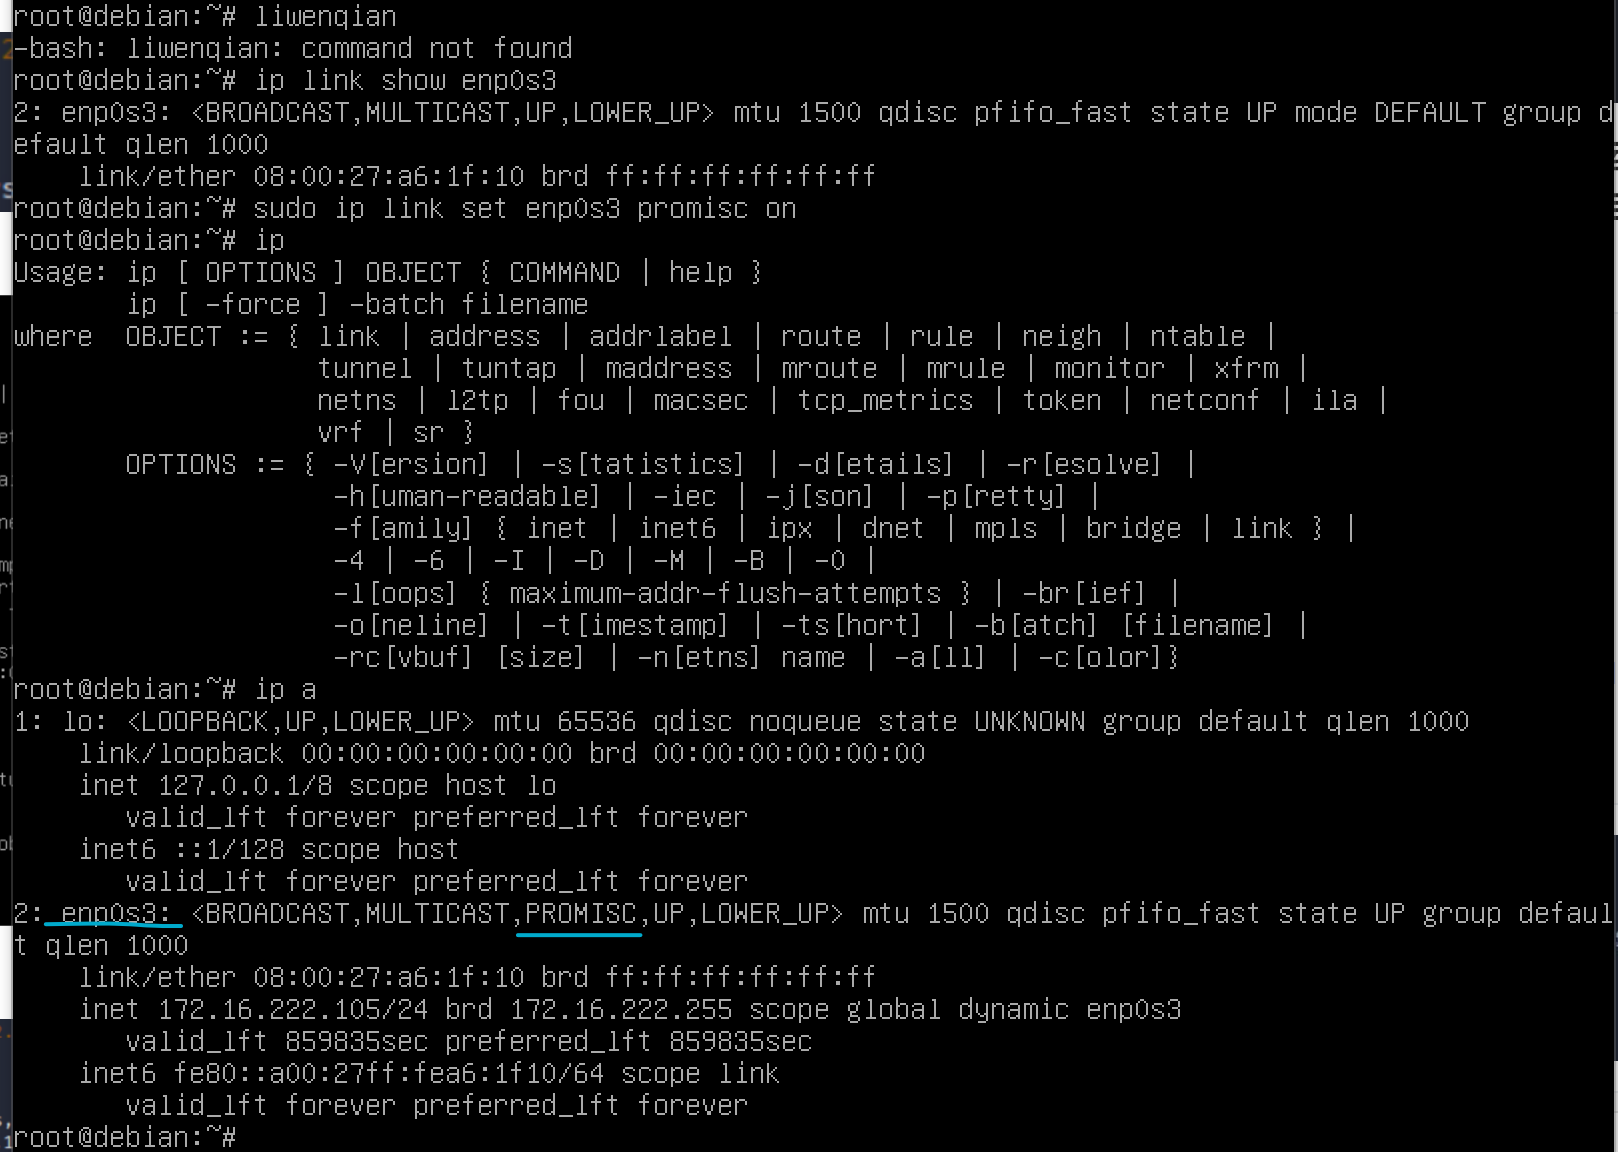 root@debian:~# liwenqian
-bash: liwenqian: command not found
root@debian:~# ip link show enp0s3
2: enp0s3: <BROADCAST,MULTICAST,UP,LOWER_UP> mtu 1500 qdisc pfifo_fast state UP mode DEFAULT group d
efault qlen 1000
    link/ether 08:00:27:a6:1f:10 brd ff:ff:ff:ff:ff:ff
root@debian:~# sudo ip link set enp0s3 promisc on
root@debian:~# ip
Usage: ip [ OPTIONS ] OBJECT { COMMAND | help }
       ip [ -force ] -batch filename
where  OBJECT := { link | address | addrlabel | route | rule | neigh | ntable |
                   tunnel | tuntap | maddress | mroute | mrule | monitor | xfrm |
                   netns | l2tp | fou | macsec | tcp_metrics | token | netconf | ila |
                   vrf | sr }
       OPTIONS := { -V[ersion] | -s[tatistics] | -d[etails] | -r[esolve] |
                    -h[uman-readable] | -iec | -j[son] | -p[retty] |
                    -f[amily] { inet | inet6 | ipx | dnet | mpls | bridge | link } |
                    -4 | -6 | -I | -D | -M | -B | -0 |
                    -l[oops] { maximum-addr-flush-attempts } | -br[ief] |
                    -o[neline] | -t[imestamp] | -ts[hort] | -b[atch] [filename] |
                    -rc[vbuf] [size] | -n[etns] name | -a[ll] | -c[olor]}
root@debian:~# ip a
1: lo: <LOOPBACK,UP,LOWER_UP> mtu 65536 qdisc noqueue state UNKNOWN group default qlen 1000
    link/loopback 00:00:00:00:00:00 brd 00:00:00:00:00:00
    inet 127.0.0.1/8 scope host lo
       valid_lft forever preferred_lft forever
    inet6 ::1/128 scope host
       valid_lft forever preferred_lft forever
2: enp0s3: <BROADCAST,MULTICAST,PROMISC,UP,LOWER_UP> mtu 1500 qdisc pfifo_fast state UP group defaul
t qlen 1000
    link/ether 08:00:27:a6:1f:10 brd ff:ff:ff:ff:ff:ff
    inet 172.16.222.105/24 brd 172.16.222.255 scope global dynamic enp0s3
       valid_lft 859835sec preferred_lft 859835sec
    inet6 fe80::a00:27ff:fea6:1f10/64 scope link
       valid_lft forever preferred_lft forever
root@debian:~#